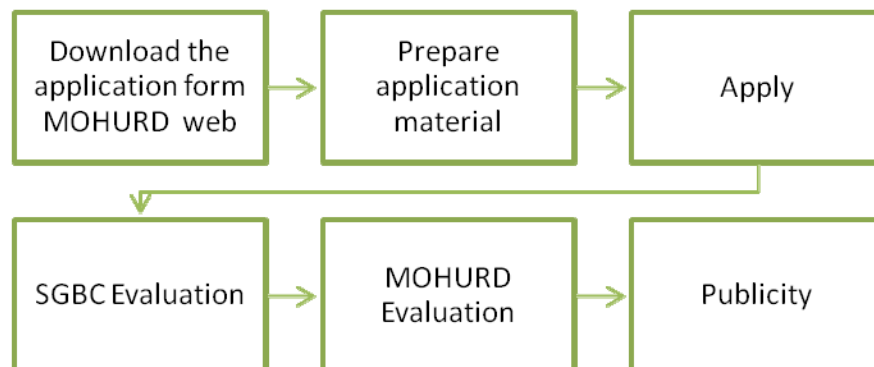 Download the
application form
MOHURD web
Prepare
application
material
Apply
SGBC Evaluation
MOHURD
Evaluation
Publicity